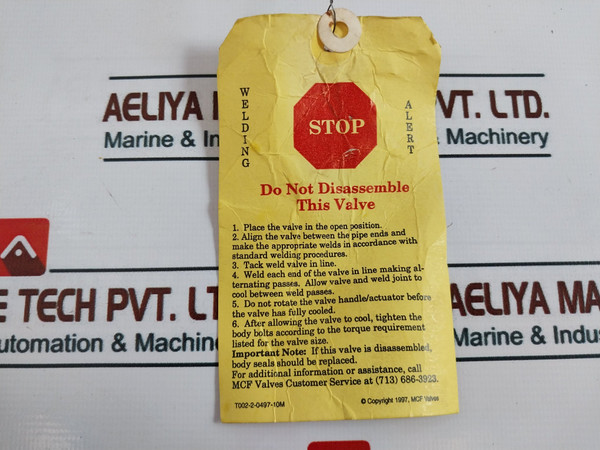 WELDING
STOP
ALERT
Do Not Disassemble
This Valve
1. Place the valve in the open position.
2. Align the valve between the pipe ends and
make the appropriate welds in accordance with
standard welding procedures.
3. Tack weld valve in line.
4. Weld each end of the valve in line making al-
ternating passes. Allow valve and weld joint to
cool between weld passes.
5. Do not rotate the valve handle/actuator before
the valve has fully cooled.
6. After allowing the valve to cool, tighten the
body bolts according to the torque requirement
listed for the valve size.
Important Note: If this valve is disassembled,
body seals should be replaced.
For additional information or assistance, call
MCF Valves Customer Service at (713) 686-3923.
T002-2-0497-10M
© Copyright 1997, MCF Valves
AELIYA M
VT. LTD.
Marine & In
& Machinery
E TECH PVT. LT
utomation & Machin
AELIYA MA
Marine & Indus